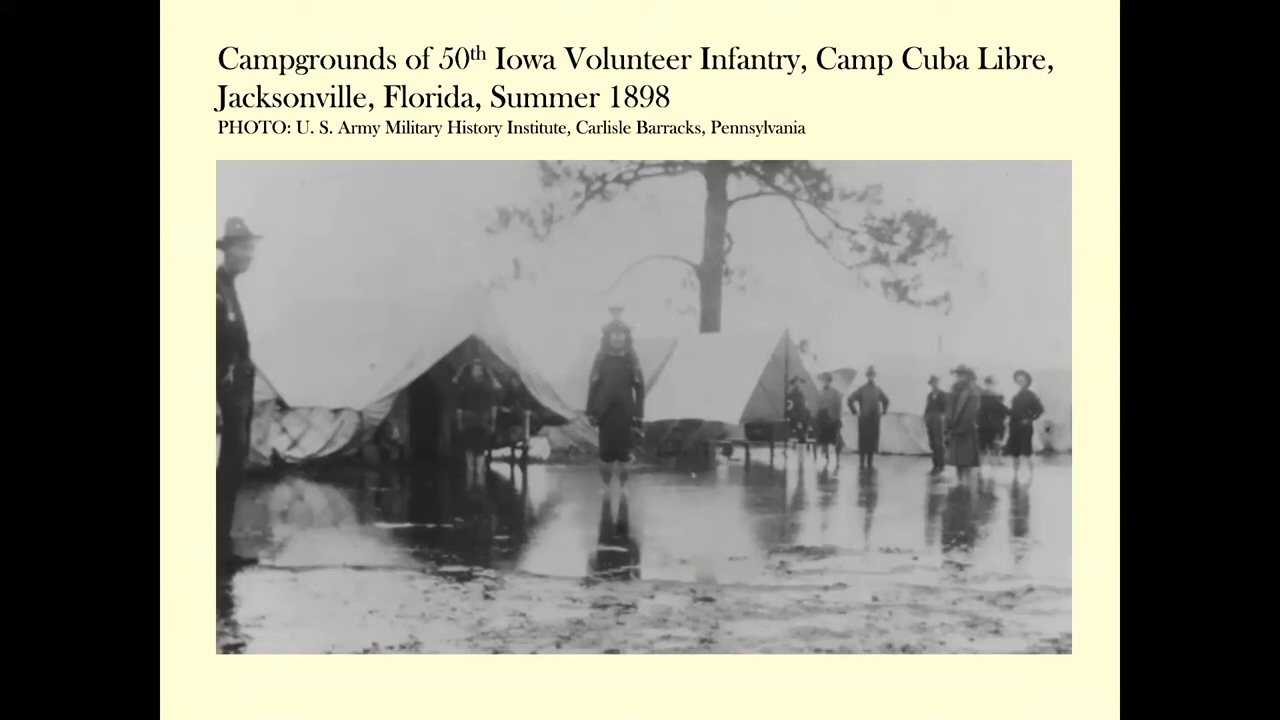 Campgrounds of 50th Iowa Volunteer Infantry, Camp Cuba Libre,
Jacksonville, Florida, Summer 1898
PHOTO: U. S. Army Military History Institute, Carlisle Barracks, Pennsylvania